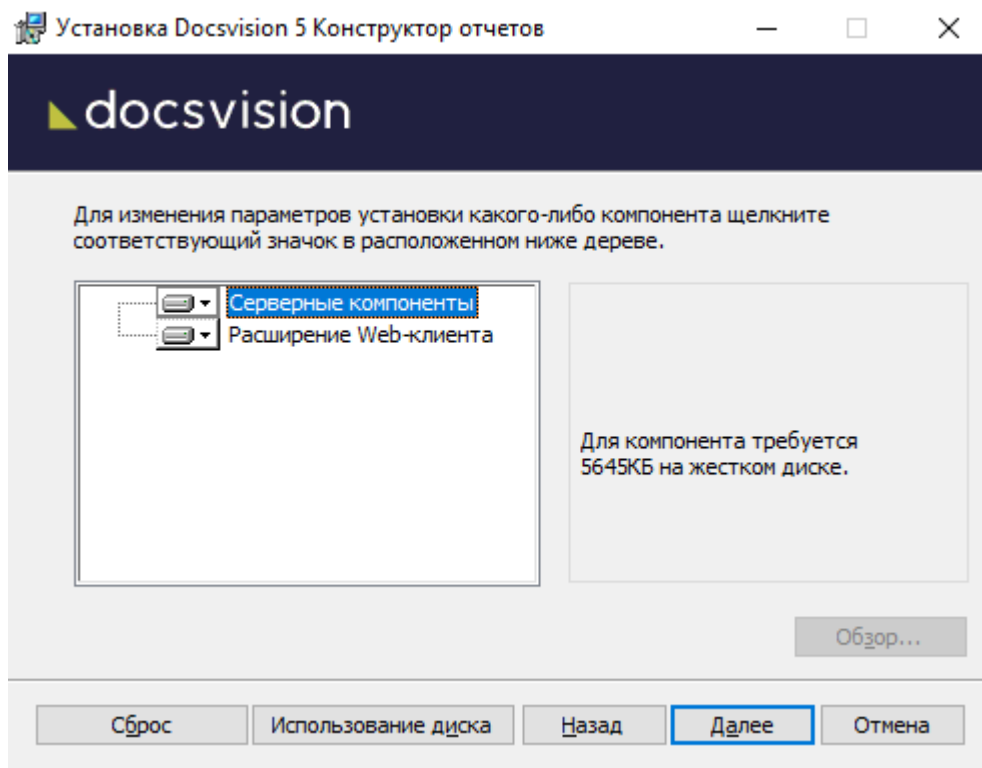 Установка Docsvision 5 Конструктор отчетов
docsvision
Для изменения параметров установки какого-либо компонента щелкните
соответствующий значок в расположенном ниже дереве.
Серверные компоненты
Расширение Web-клиента
Для компонента требуется
5645КБ на жестком диске.
Обзор...
Сброс Использование диска Назад Далее Отмена